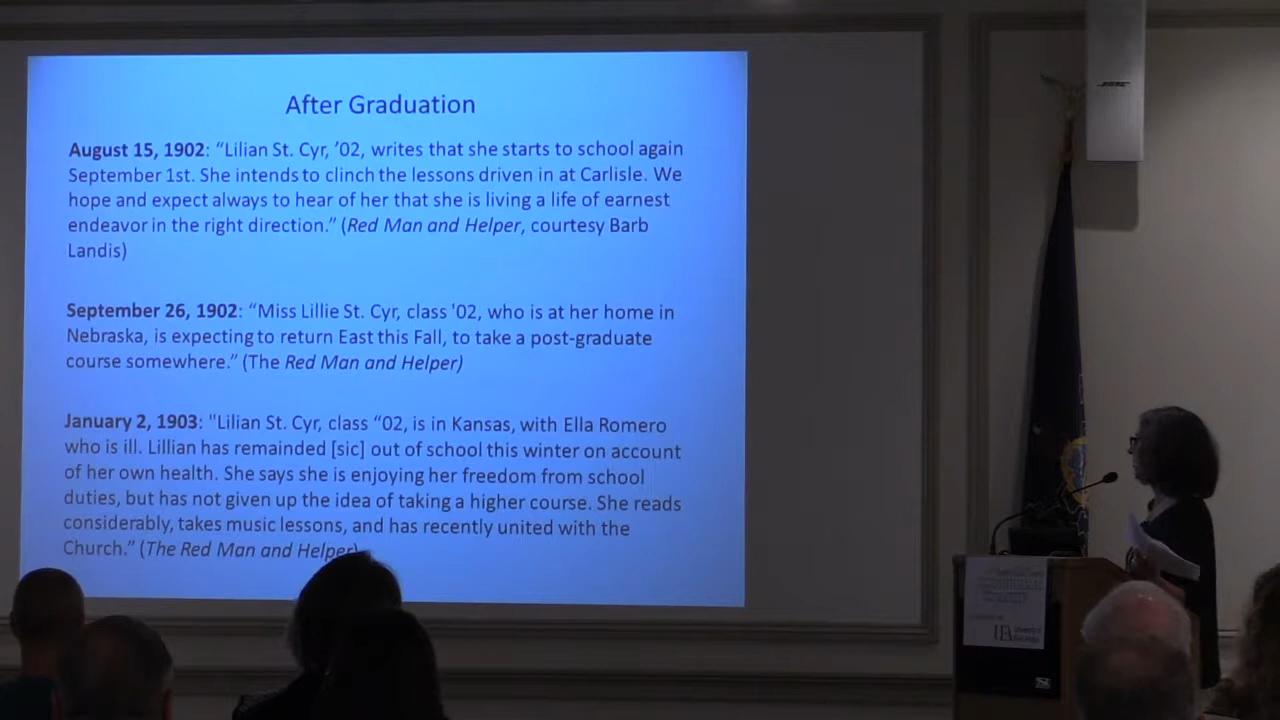 After Graduation
August 15, 1902: “Lilian St. Cyr, ’02, writes that she starts to school again
September 1st. She intends to clinch the lessons driven in at Carlisle. We
hope and expect always to hear of her that she is living a life of earnest
endeavor in the right direction.” (Red Man and Helper, courtesy Barb
Landis)
September 26, 1902: “Miss Lillie St. Cyr, class '02, who is at her home in
Nebraska, is expecting to return East this Fall, to take a post-graduate
course somewhere.” (The Red Man and Helper)
January 2, 1903: "Lilian St. Cyr, class “02, is in Kansas, with Ella Romero
who is ill. Lillian has remainded [sic] out of school this winter on account
of her own health. She says she is enjoying her freedom from school
duties, but has not given up the idea of taking a higher course. She reads
considerably, takes music lessons, and has recently united with the
Church.” (The Red Man and Helper)
BOSE
UEA